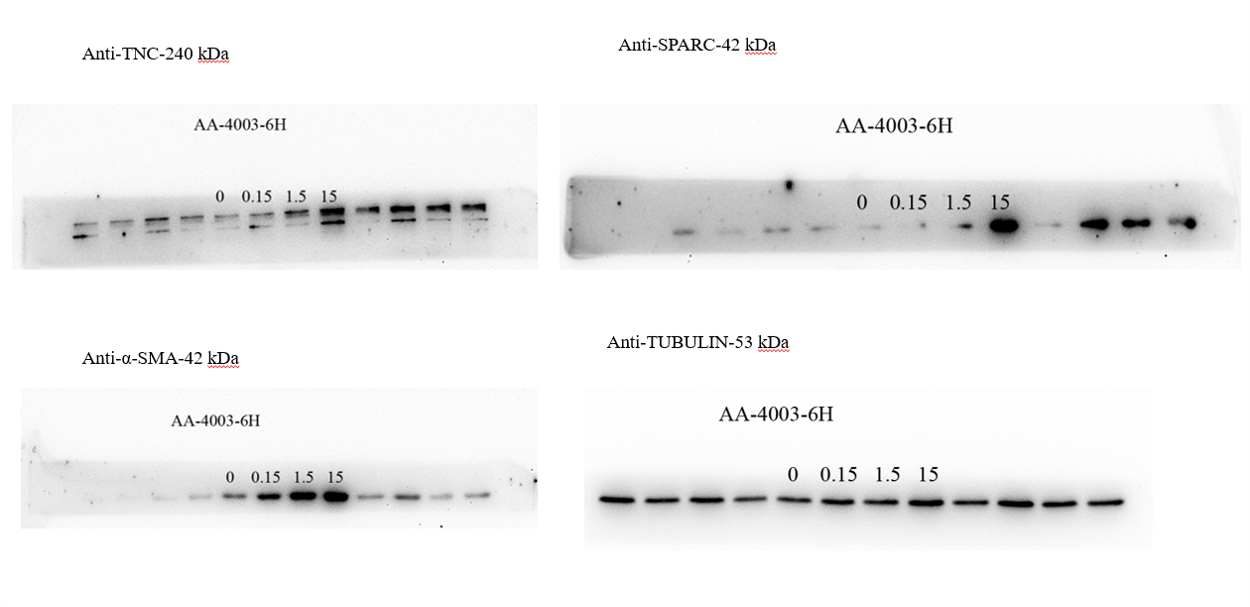 Anti-TNC-240 kDa
Anti-SPARC-42 kDa
AA-4003-6H
0 0.15 1.5 15
AA-4003-6H
0 0.15 1.5 15
Anti-α-SMA-42 kDa
Anti-TUBULIN-53 kDa
AA-4003-6H
0 0.15 1.5 15
AA-4003-6H
0 0.15 1.5 15